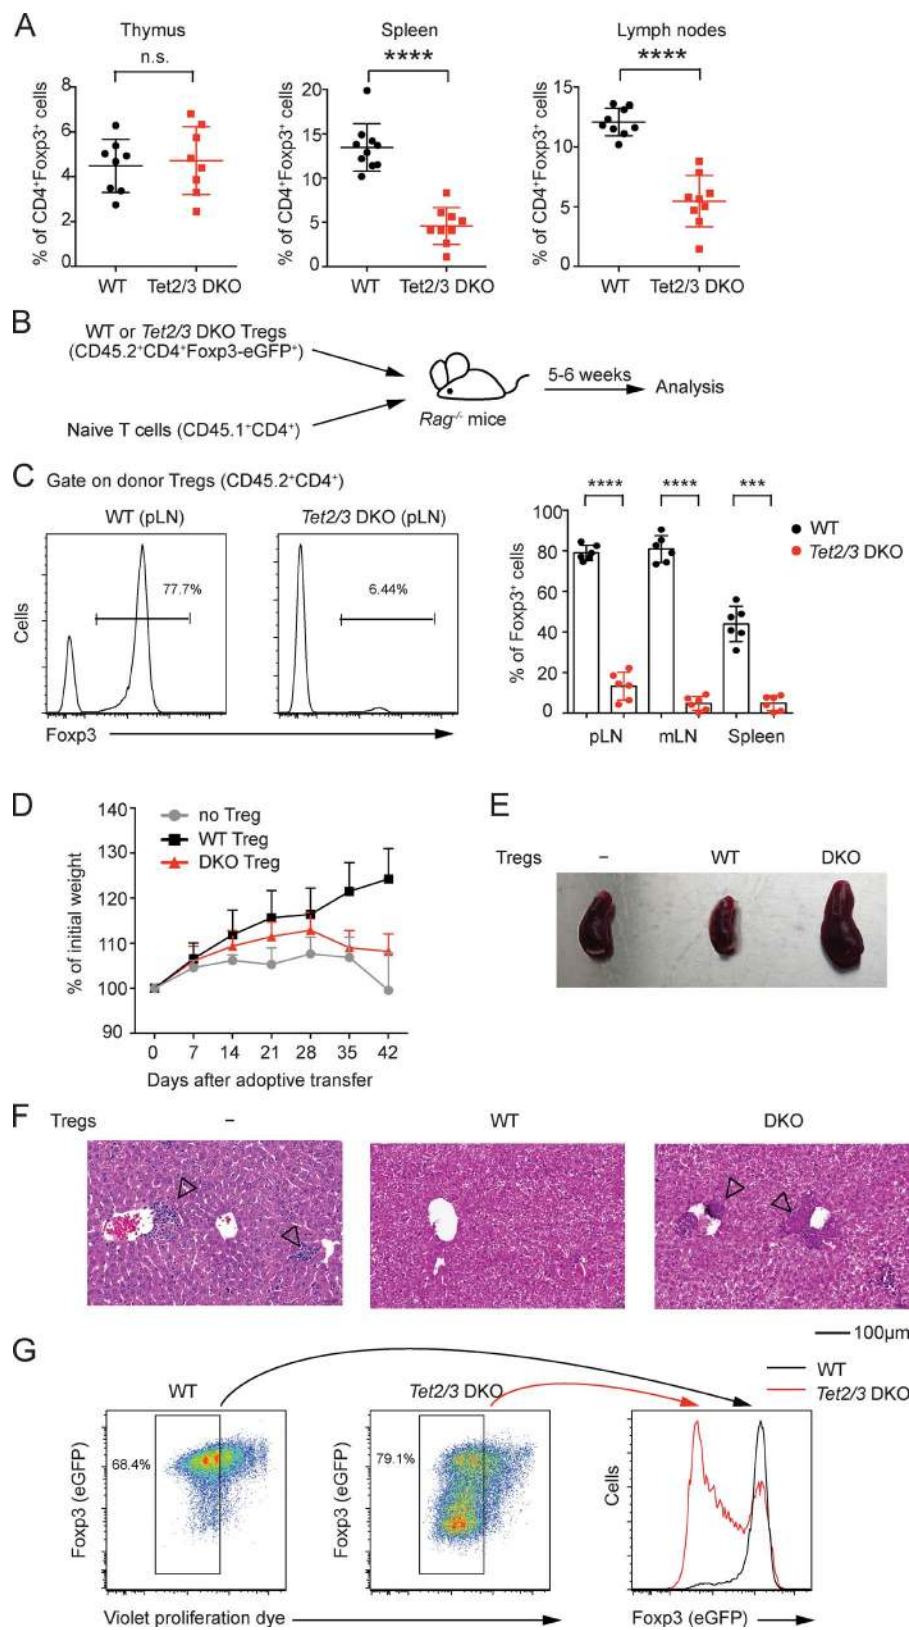 A
Thymus
Spleen
Lymph nodes
n.s.
****
****
% of CD4⁺Foxp3⁺ cells
8
6
4
2
0
WT
Tet2/3 DKO
% of CD4⁺Foxp3⁺ cells
20
15
10
5
0
WT
Tet2/3 DKO
% of CD4⁺Foxp3⁺ cells
15
10
5
0
WT
Tet2/3 DKO
B
WT or Tet2/3 DKO Tregs
(CD45.2⁺CD4⁺Foxp3-eGFP⁺)
Naive T cells (CD45.1⁺CD4⁺)
Rag⁻/⁻ mice
5-6 weeks
Analysis
C
Gate on donor Tregs (CD45.2⁺CD4⁺)
WT (pLN)
Tet2/3 DKO (pLN)
77.7%
6.44%
Cells
Foxp3
****
****
***
WT
Tet2/3 DKO
% of Foxp3⁺ cells
100
80
60
40
20
0
pLN
mLN
Spleen
D
no Treg
WT Treg
DKO Treg
% of initial weight
140
130
120
110
100
90
0
7
14
21
28
35
42
Days after adoptive transfer
E
Tregs
–
WT
DKO
F
Tregs
–
WT
DKO
100µm
G
WT
Tet2/3 DKO
WT
Tet2/3 DKO
68.4%
79.1%
Foxp3 (eGFP)
Foxp3 (eGFP)
Cells
Violet proliferation dye
Foxp3 (eGFP)